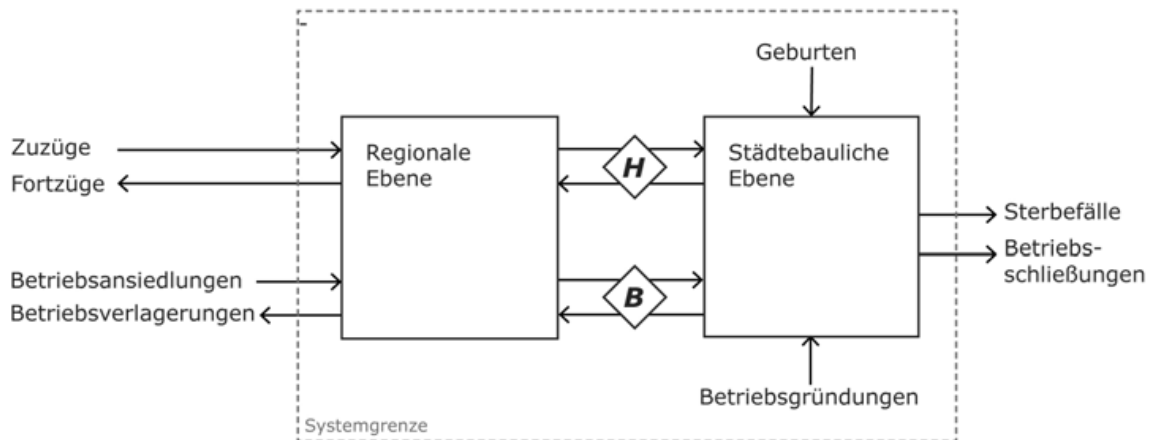 Geburten
Zuzüge
Fortzüge
Regionale
Ebene
H
Städtebauliche
Ebene
Sterbefälle
Betriebs-
schließungen
Betriebsansiedlungen
Betriebsverlagerungen
B
Betriebsgründungen
Systemgrenze